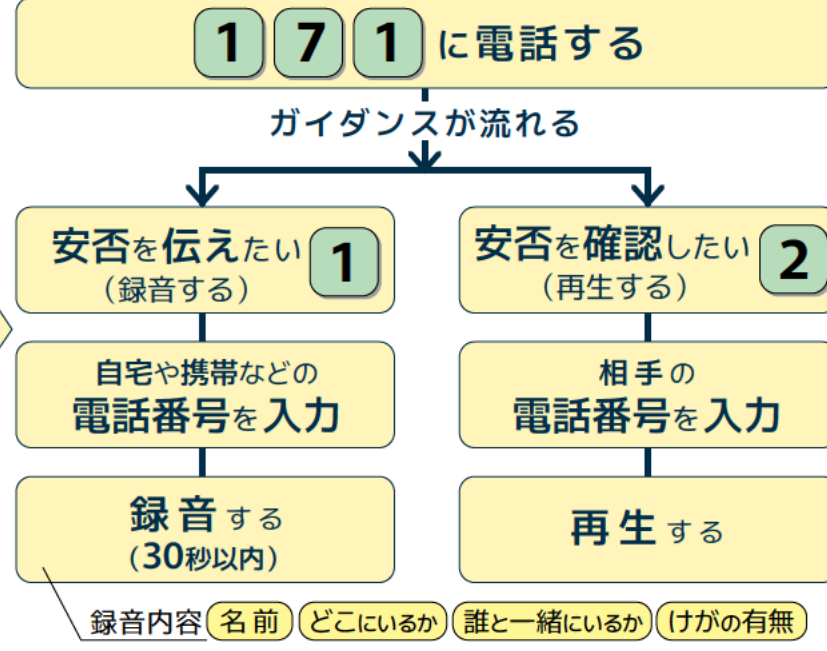 171に電話する
ガイダンスが流れる
安否を伝えたい 1
（録音する）
自宅や携帯などの
電話番号を入力
録音する
（30秒以内）
安否を確認したい 2
（再生する）
相手の
電話番号を入力
再生する
録音内容 名前 どこにいるか 誰と一緒にいるか けがの有無